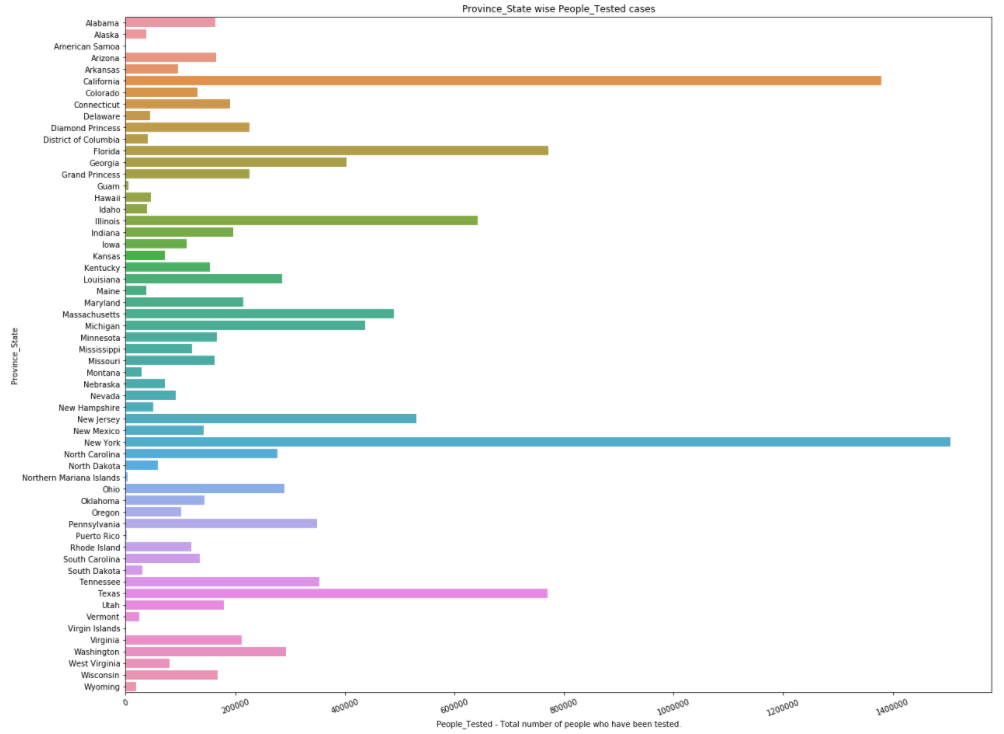 Province_State wise People_Tested cases
Alabama
Alaska
American Samoa
Arizona
Arkansas
California
Colorado
Connecticut
Delaware
Diamond Princess
District of Columbia
Florida
Georgia
Grand Princess
Guam
Hawaii
Idaho
Illinois
Indiana
Iowa
Kansas
Kentucky
Louisiana
Maine
Maryland
Massachusetts
Michigan
Minnesota
Mississippi
Missouri
Montana
Nebraska
Nevada
New Hampshire
New Jersey
New Mexico
New York
North Carolina
North Dakota
Northern Mariana Islands
Ohio
Oklahoma
Oregon
Pennsylvania
Puerto Rico
Rhode Island
South Carolina
South Dakota
Tennessee
Texas
Utah
Vermont
Virgin Islands
Virginia
Washington
West Virginia
Wisconsin
Wyoming
Province_State
0 200000 400000 600000 800000 1000000 1200000 1400000
People_Tested - Total number of people who have been tested.